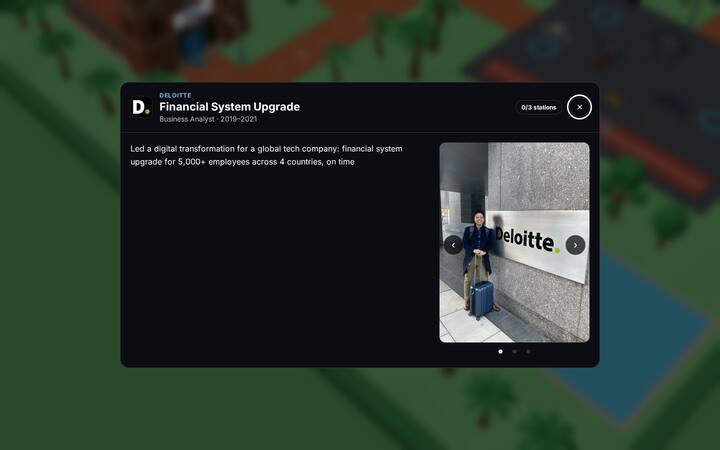 D.
DELOITTE
Financial System Upgrade
Business Analyst · 2019–2021
0/3 stations
×
Led a digital transformation for a global tech company: financial system
upgrade for 5,000+ employees across 4 countries, on time
Deloitte.